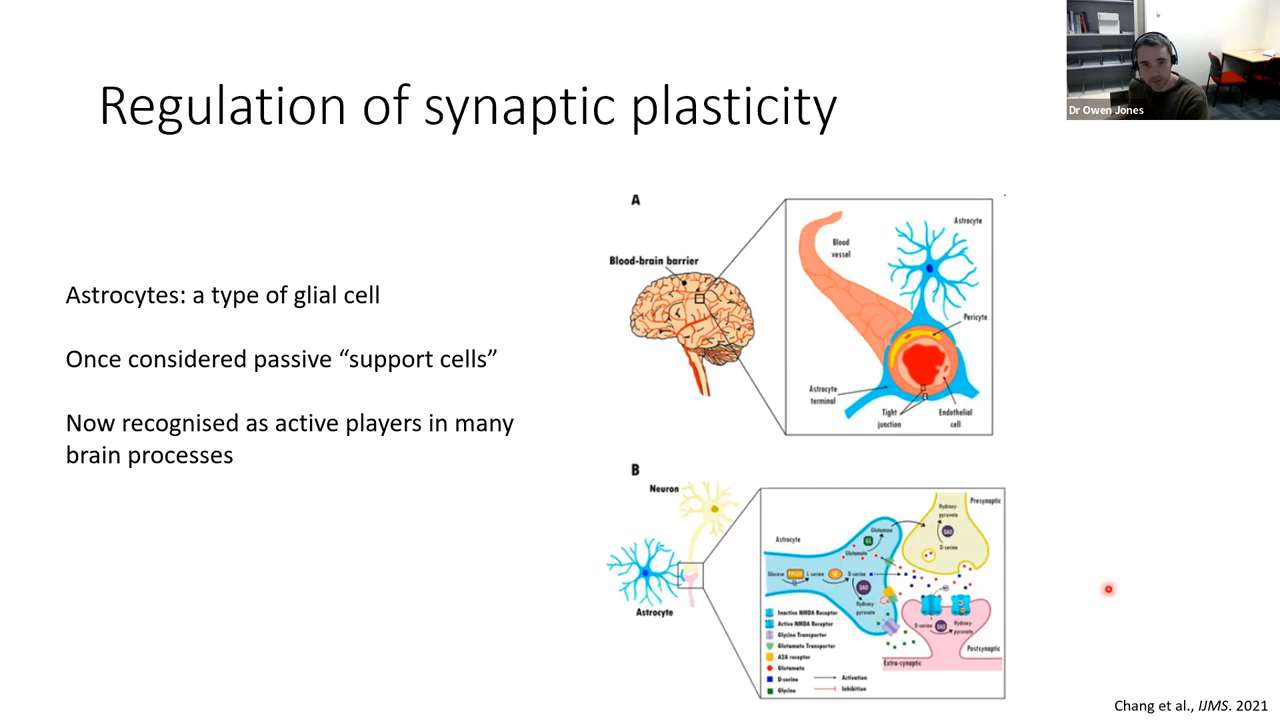 Regulation of synaptic plasticity
Dr Owen Jones
Astrocytes: a type of glial cell
Once considered passive “support cells”
Now recognised as active players in many
brain processes
A
Blood-brain barrier
Blood
vessel
Astrocyte
Pericyte
Astrocyte
terminal
Tight
junction
Endothelial
cell
B
Neuron
Astrocyte
Astrocyte
Presynaptic
Hydroxy-
pyruvate
DAO
D-serine
Glutamine
GS
Glutamate
Glucose
L-serine
SR
D-serine
DAO
Hydroxy-
pyruvate
D-serine
DAO
Hydroxy-
pyruvate
Postsynaptic
Extra-synaptic
Inactive NMDA Receptor
Active NMDA Receptor
Glycine Transporter
Glutamate Transporter
A2A receptor
Glutamate
D-serine
Glycine
Activation
Inhibition
Chang et al., IJMS. 2021